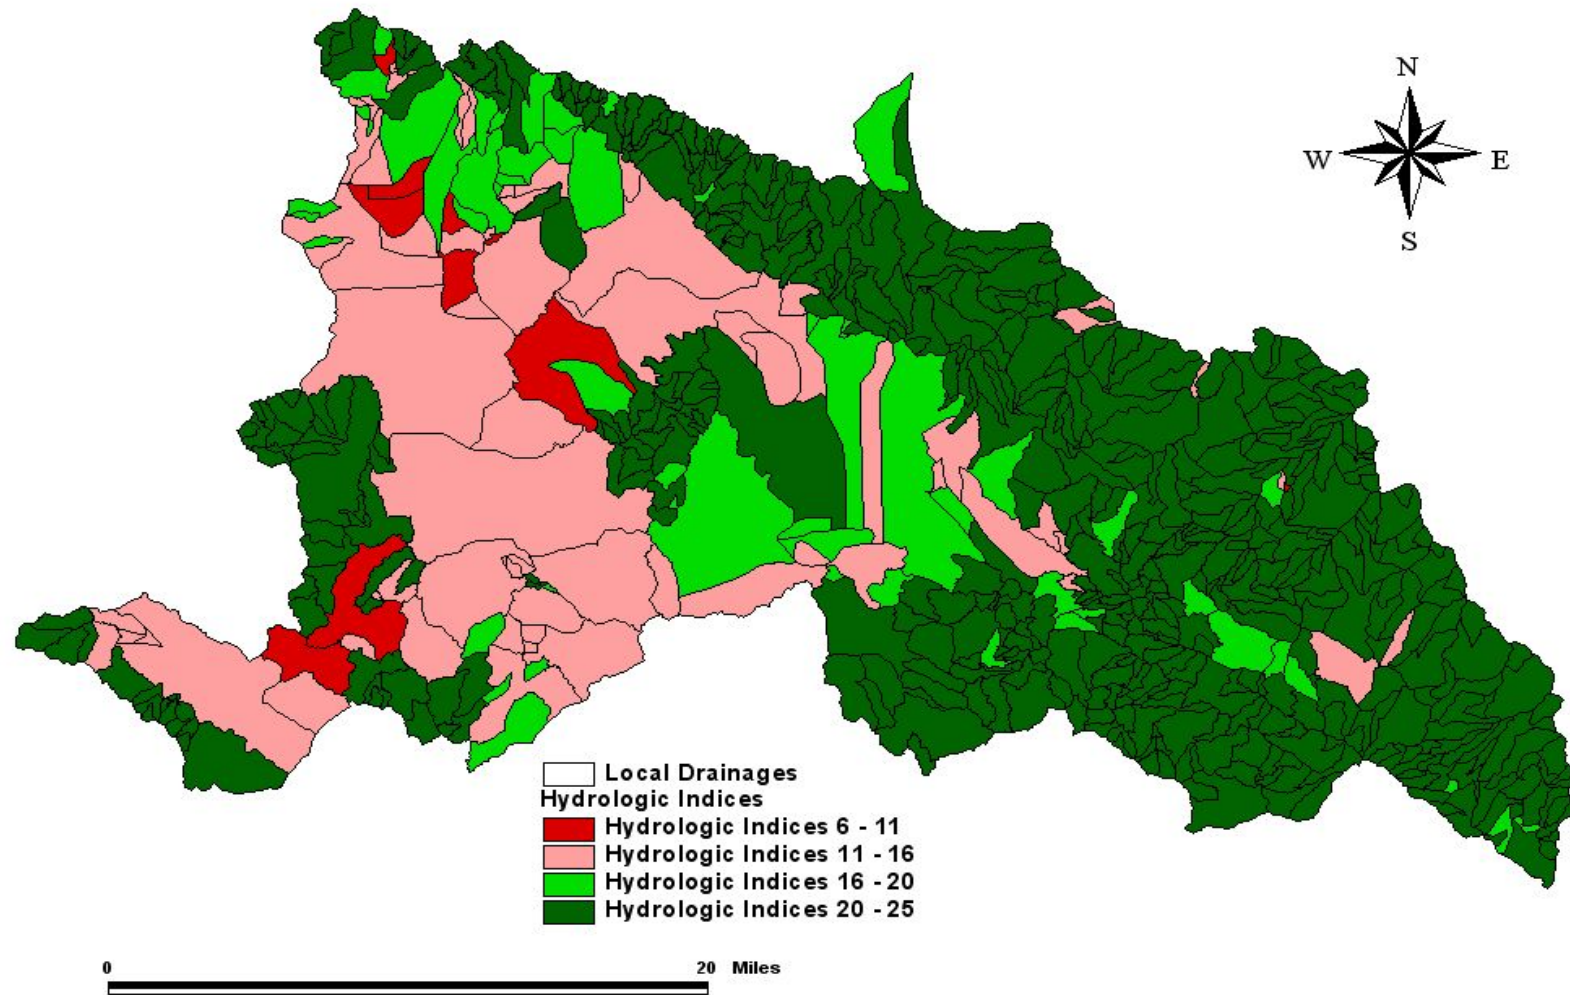 N
W E
S
Local Drainages
Hydrologic Indices
Hydrologic Indices 6 - 11
Hydrologic Indices 11 - 16
Hydrologic Indices 16 - 20
Hydrologic Indices 20 - 25
0 20 Miles